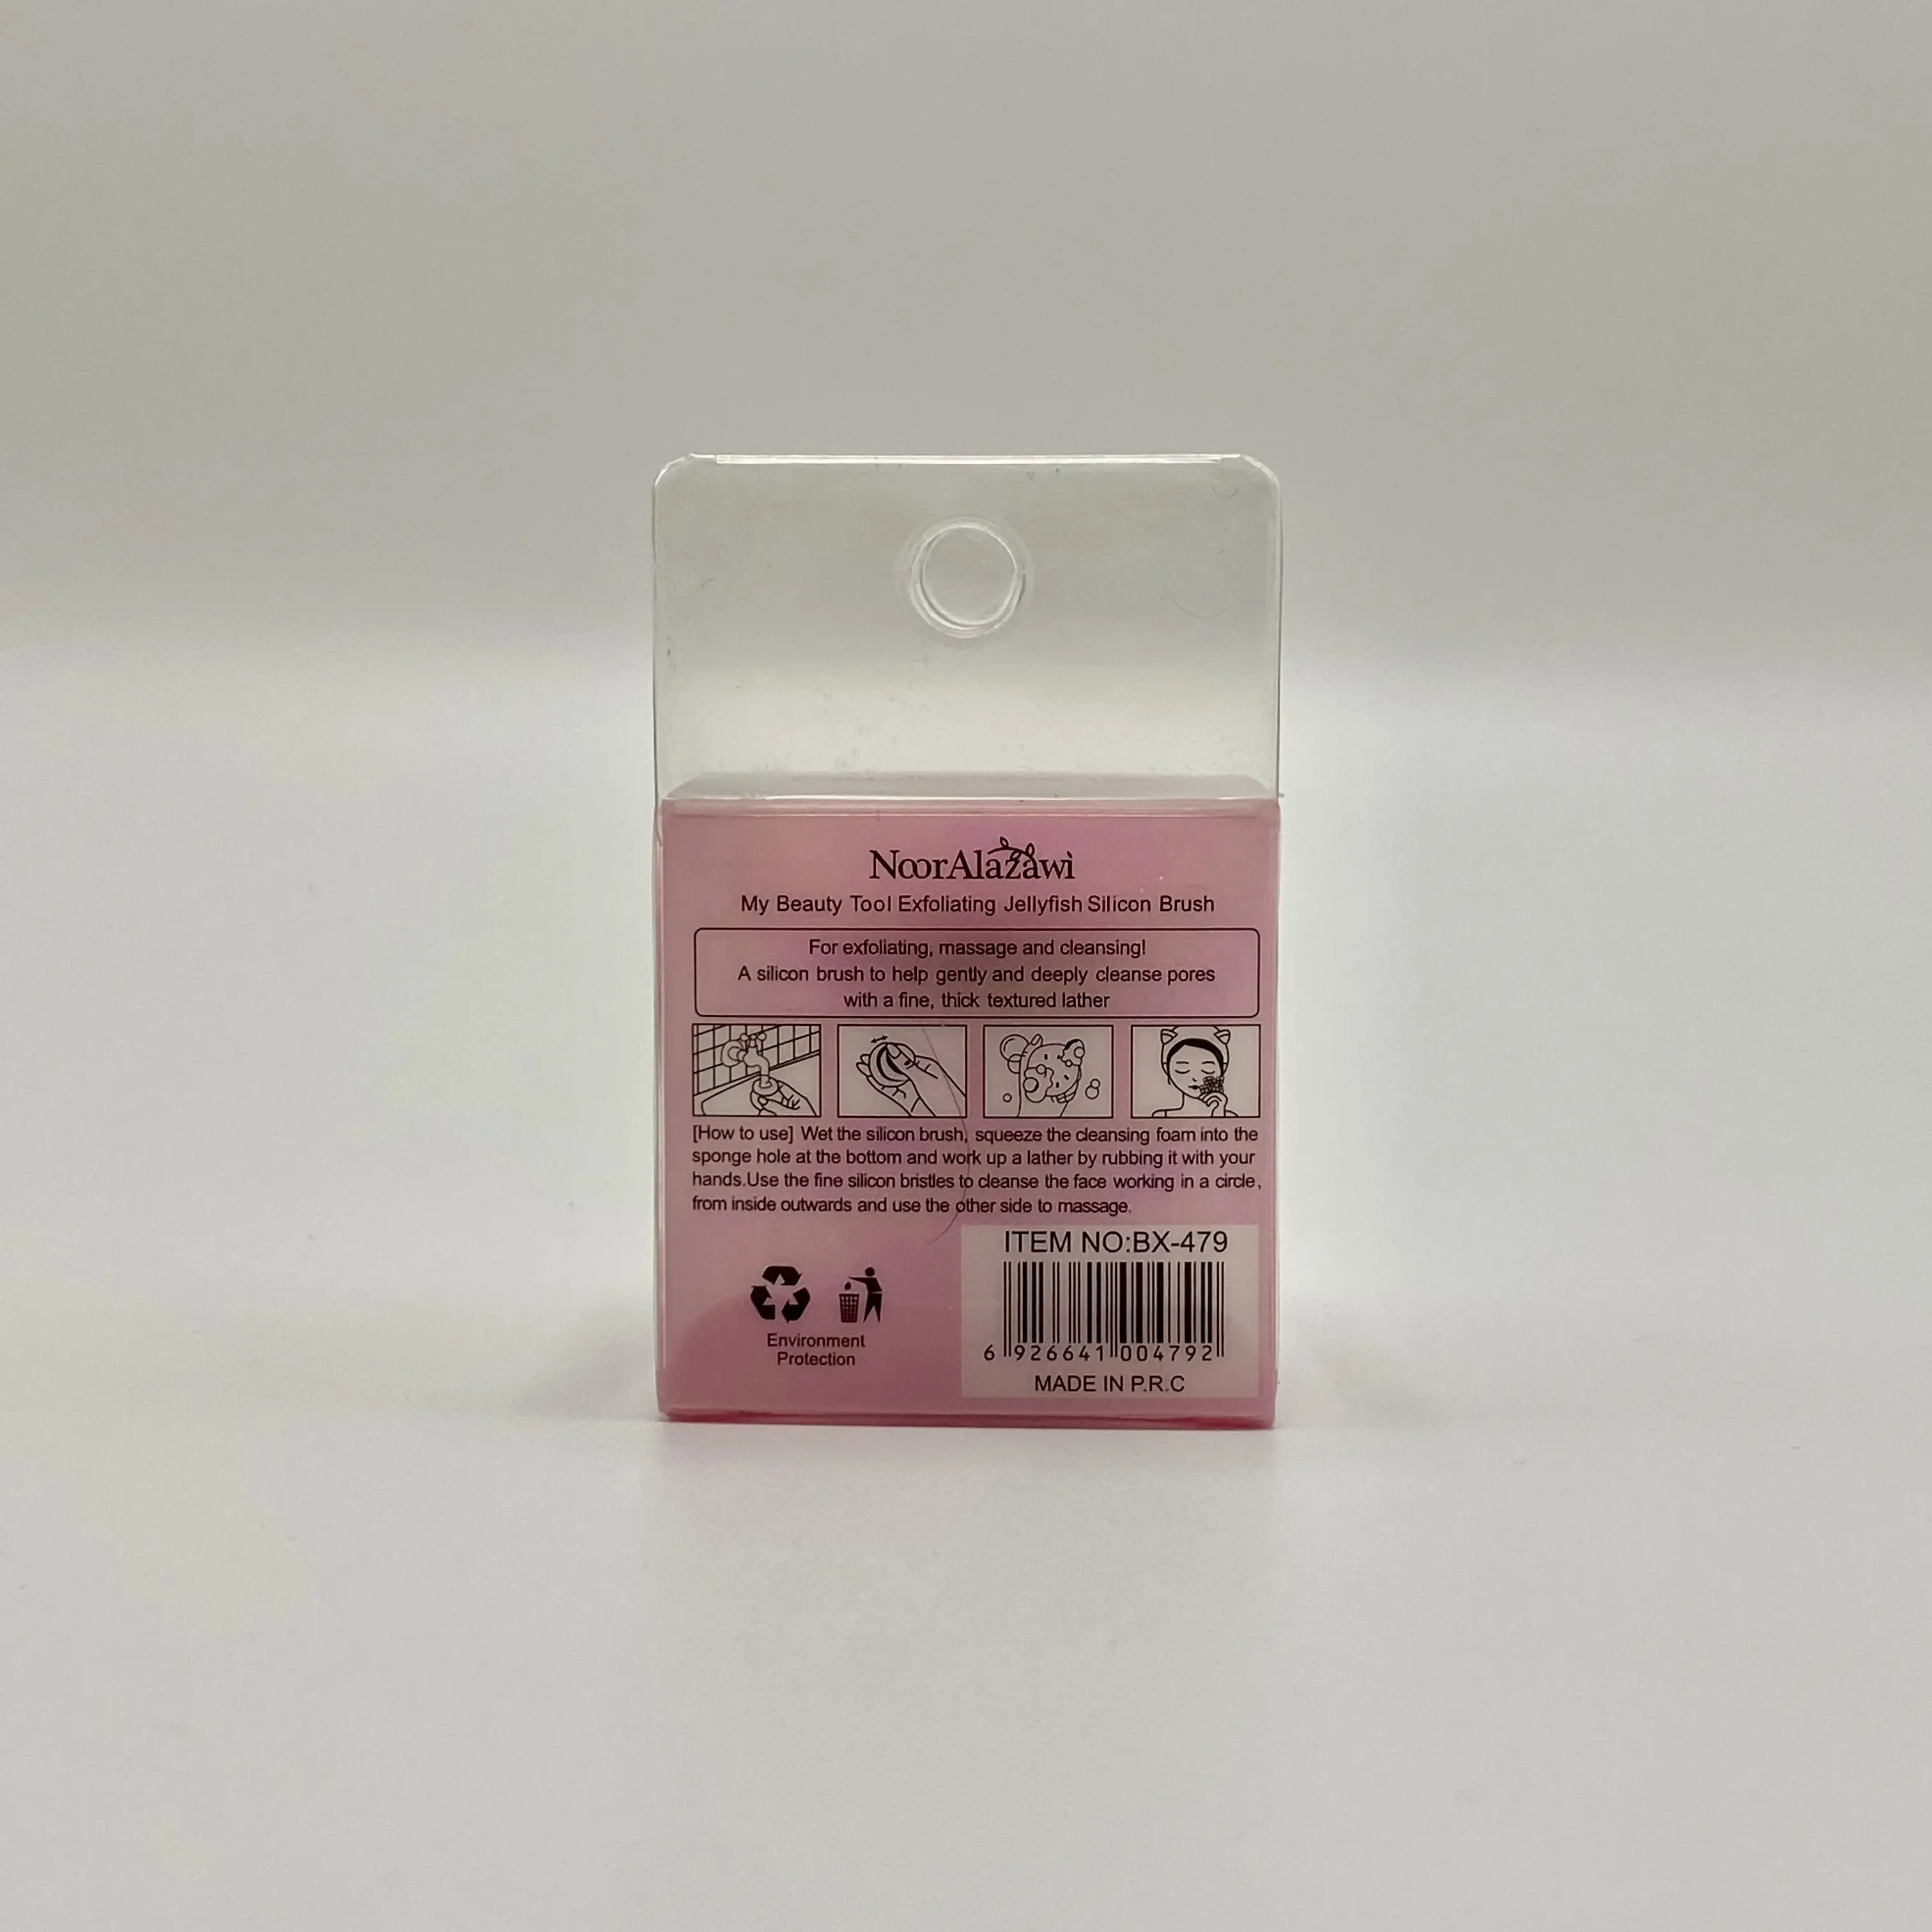 NoorAlazawi
My Beauty Tool Exfoliating Jellyfish Silicon Brush
For exfoliating, massage and cleansing!
A silicon brush to help gently and deeply cleanse pores
with a fine, thick textured lather
[How to use] Wet the silicon brush, squeeze the cleansing foam into the
sponge hole at the bottom and work up a lather by rubbing it with your
hands.Use the fine silicon bristles to cleanse the face working in a circle,
from inside outwards and use the other side to massage.
ITEM NO:BX-479
6 926641 004792
MADE IN P.R.C
Environment
Protection